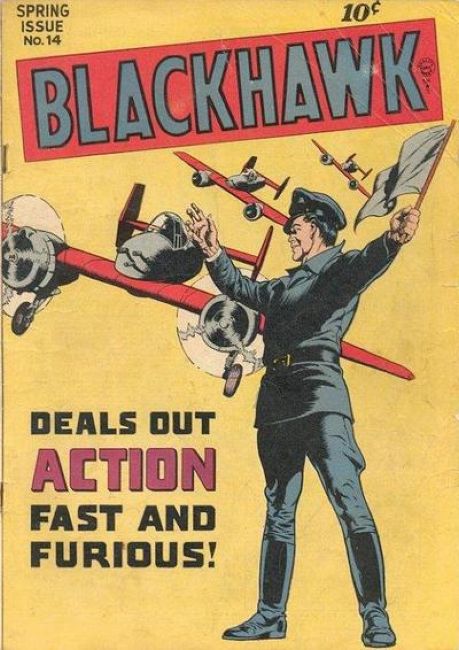 SPRING
ISSUE
No. 14
10¢
BLACKHAWK
DEALS OUT
ACTION
FAST AND
FURIOUS!